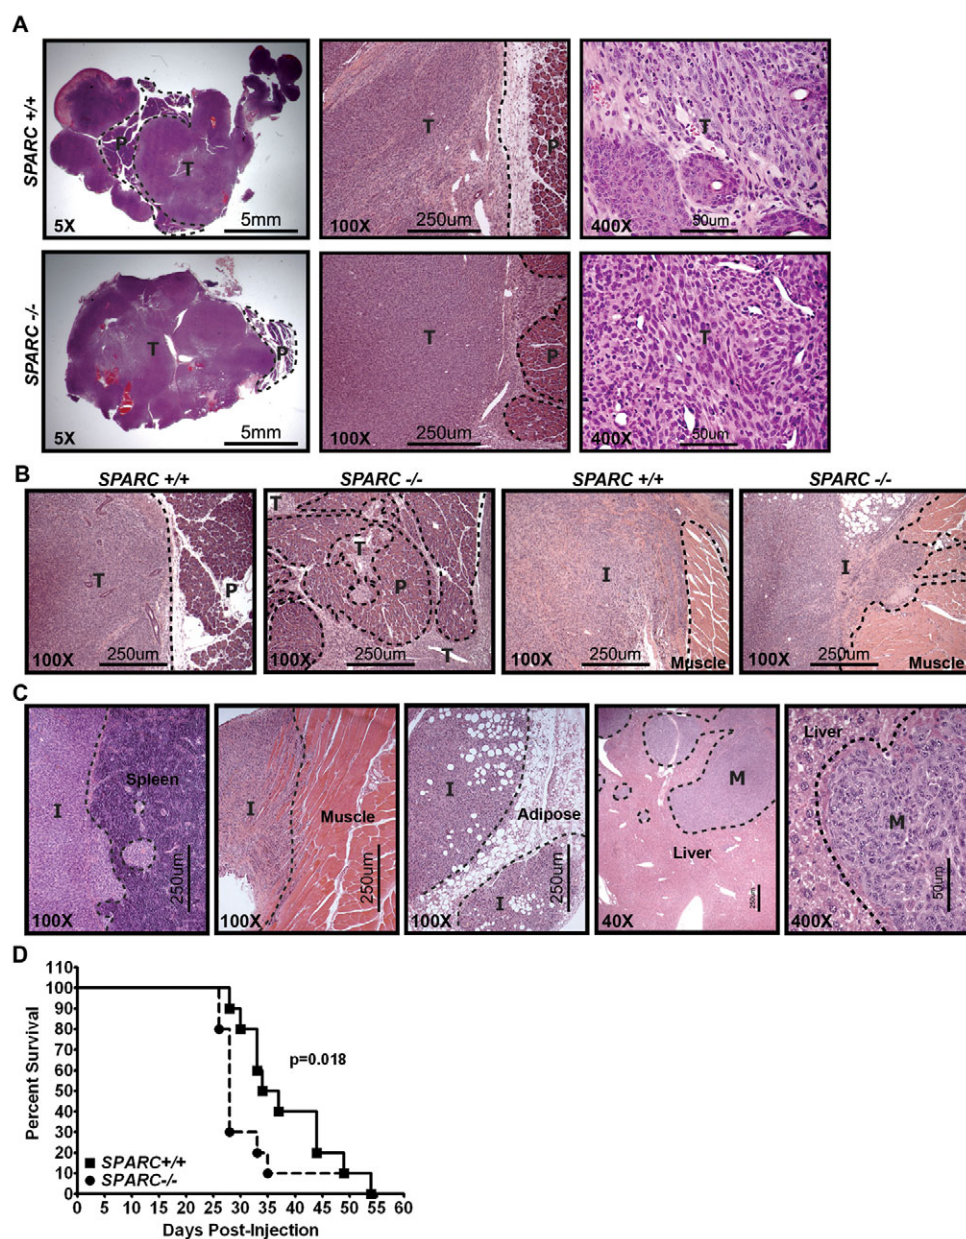 A
SPARC +/+
P
T
5X
5mm
T
P
100X
250um
T
400X
50um
SPARC -/-
T
P
5X
5mm
T
P
100X
250um
T
400X
50um
B
SPARC +/+
SPARC -/-
SPARC +/+
SPARC -/-
T
P
100X
250um
T
T
P
T
100X
250um
I
100X
250um
Muscle
I
100X
250um
Muscle
C
I
Spleen
100X
250um
I
Muscle
100X
250um
I
Adipose
I
100X
250um
M
Liver
40X
250um
Liver
M
400X
50um
D
Percent Survival
110
100
90
80
70
60
50
40
30
20
10
0
p=0.018
SPARC+/+
SPARC-/-
0 5 10 15 20 25 30 35 40 45 50 55 60
Days Post-Injection